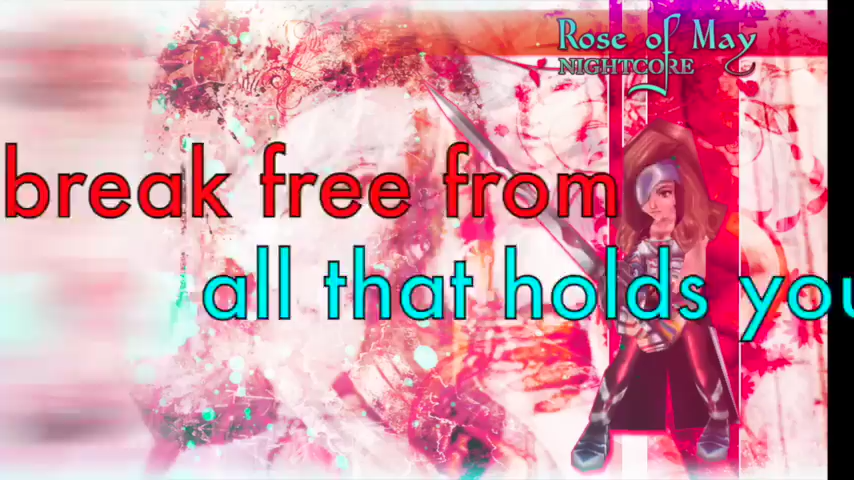 Rose of May
NIGHTCORE
break free from
all that holds you